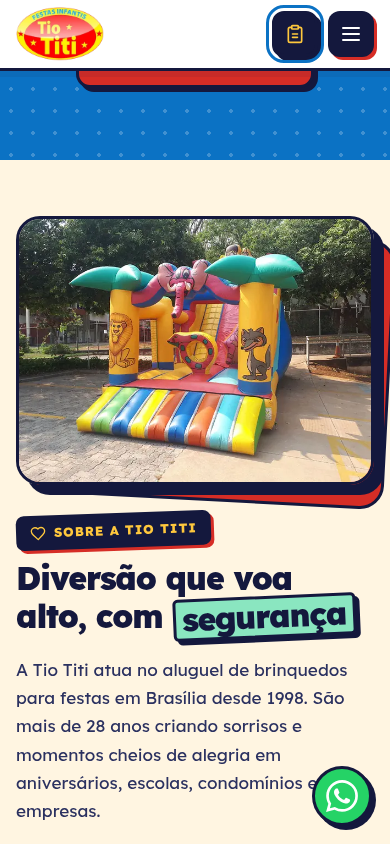 FESTAS INFANTIS
Tio
Titi
SOBRE A TIO TITI
Diversão que voa
alto, com segurança
A Tio Titi atua no aluguel de brinquedos
para festas em Brasília desde 1998. São
mais de 28 anos criando sorrisos e
momentos cheios de alegria em
aniversários, escolas, condomínios e
empresas.